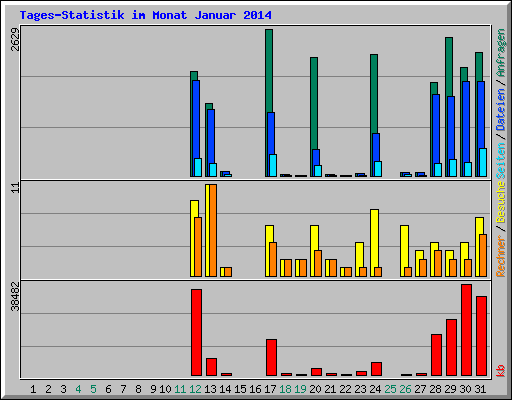 Tages-Statistik im Monat Januar 2014
2629
11
38482
Rechner / Besuche Seiten / Dateien / Anfragen
kb
1 2 3 4 5 6 7 8 9 10 11 12 13 14 15 16 17 18 19 20 21 22 23 24 25 26 27 28 29 30 31